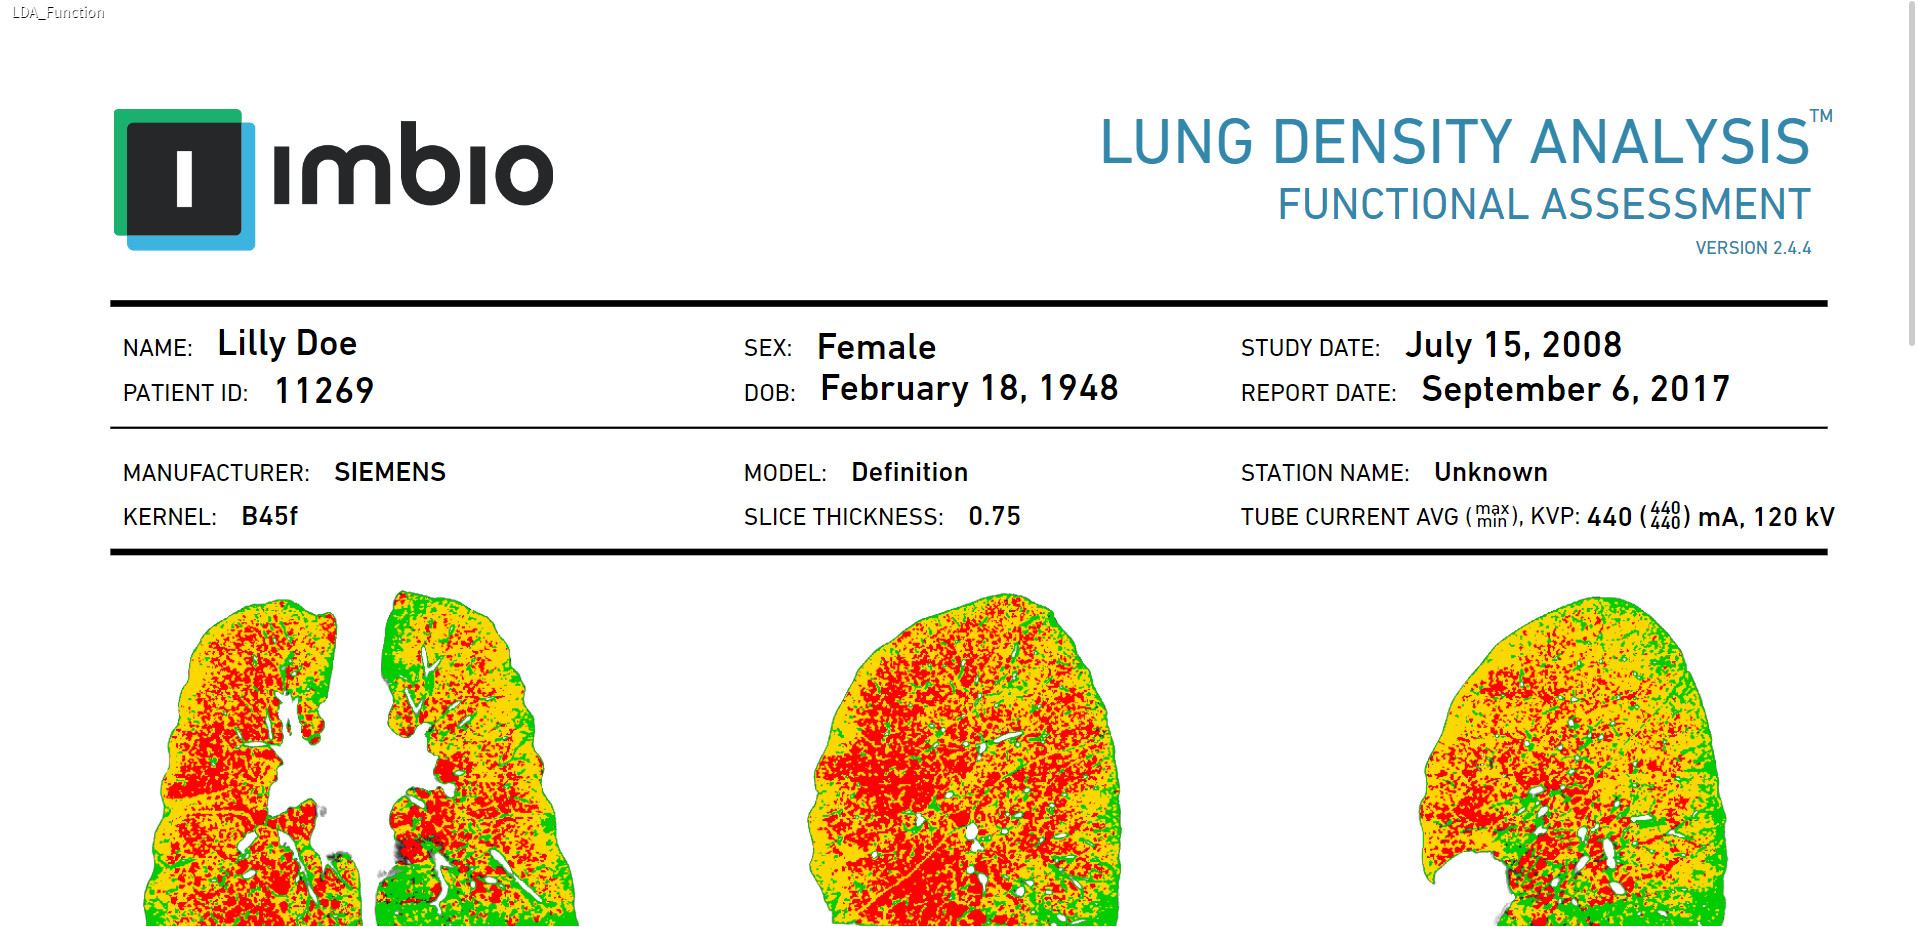 LDA_Function
I imbio
LUNG DENSITY ANALYSIS™
FUNCTIONAL ASSESSMENT
VERSION 2.4.4
NAME: Lilly Doe SEX: Female STUDY DATE: July 15, 2008
PATIENT ID: 11269 DOB: February 18, 1948 REPORT DATE: September 6, 2017
MANUFACTURER: SIEMENS MODEL: Definition STATION NAME: Unknown
KERNEL: B45f SLICE THICKNESS: 0.75 TUBE CURRENT AVG (max min), KVP: 440 (440 440) mA, 120 kV